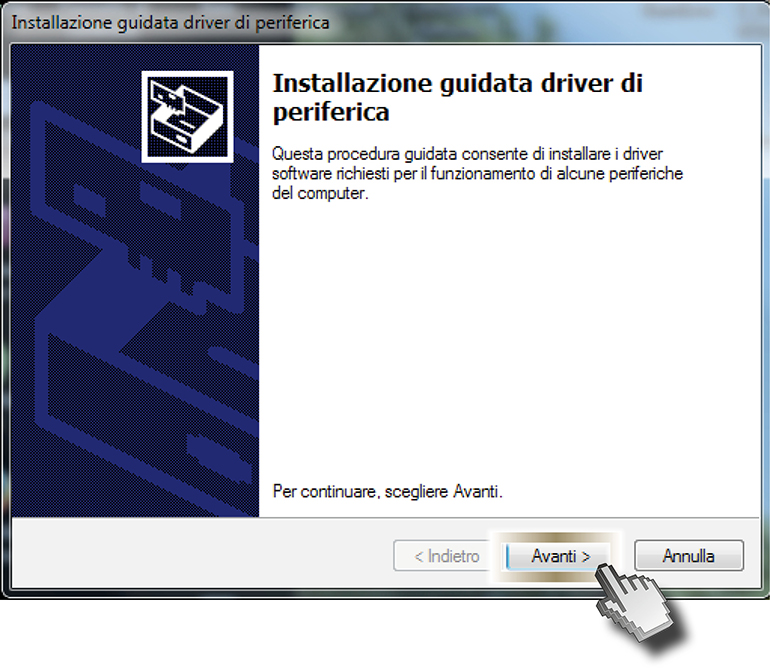 Installazione guidata driver di periferica
Installazione guidata driver di
periferica
Questa procedura guidata consente di installare i driver
software richiesti per il funzionamento di alcune periferiche
del computer.
Per continuare, scegliere Avanti.
< Indietro
Avanti >
Annulla